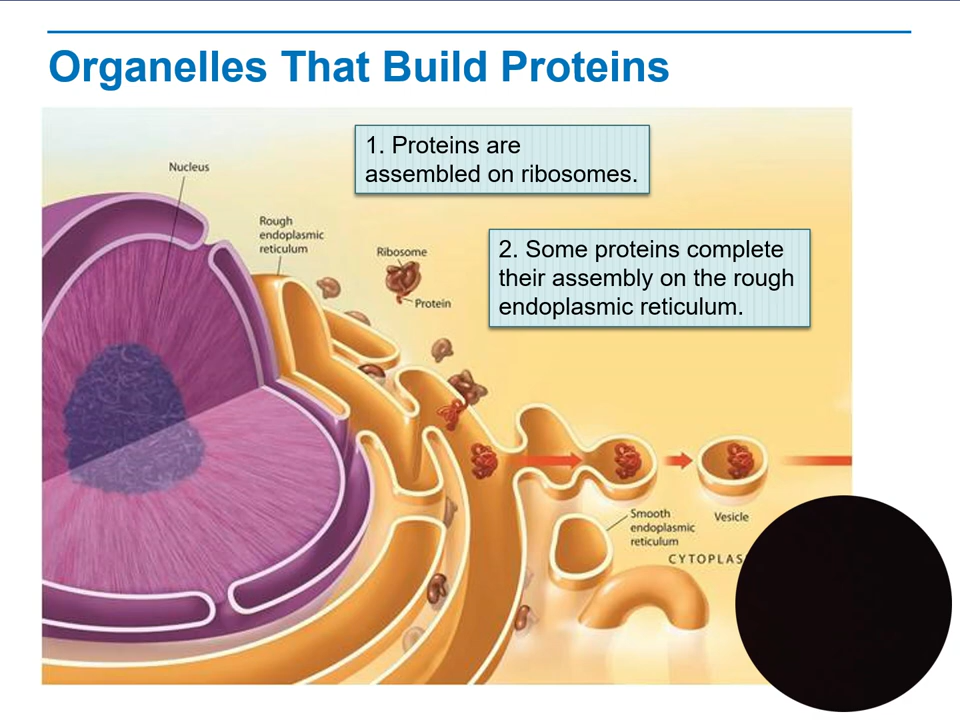 Organelles That Build Proteins
1. Proteins are
assembled on ribosomes.
Nucleus
Rough
endoplasmic
reticulum
Ribosome
Protein
2. Some proteins complete
their assembly on the rough
endoplasmic reticulum.
Smooth
endoplasmic
reticulum
Vesicle